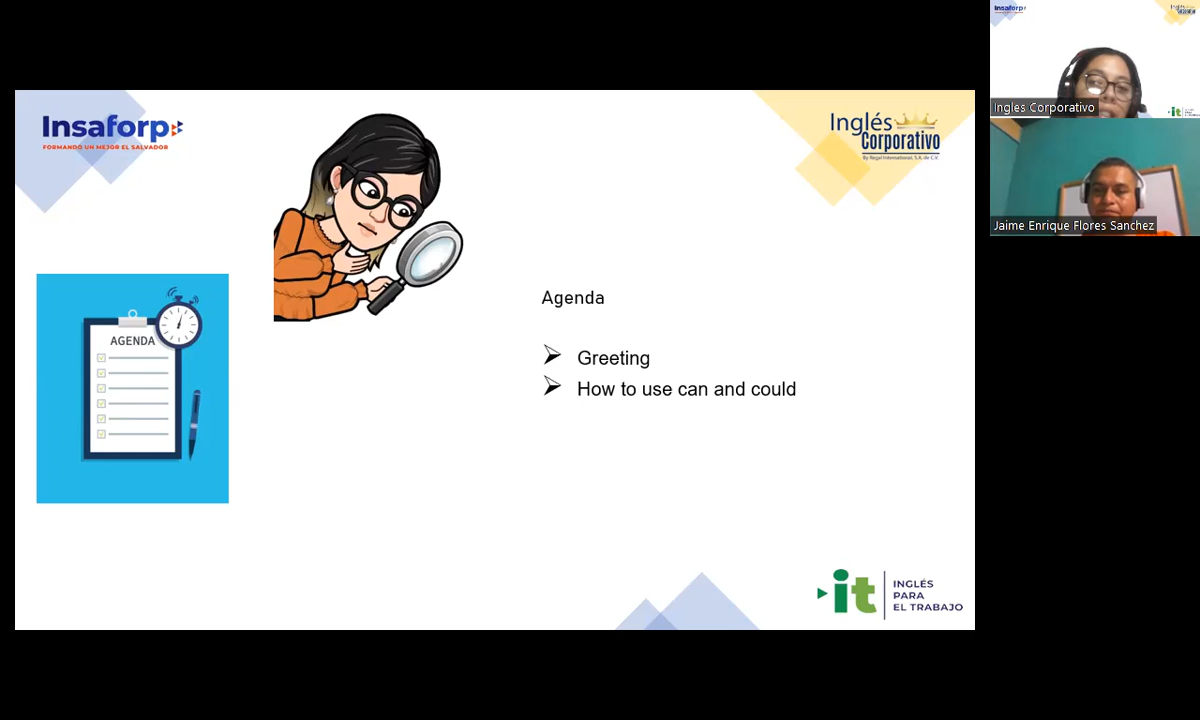 Insaforp
FORMANDO UN MEJOR EL SALVADOR
Inglés
Corporativo
By Regal International, S.A. de C.V.
AGENDA
Agenda
Greeting
How to use can and could
it
INGLÉS
PARA
EL TRABAJO
Insaforp
Ingles Corporativo
Jaime Enrique Flores Sanchez